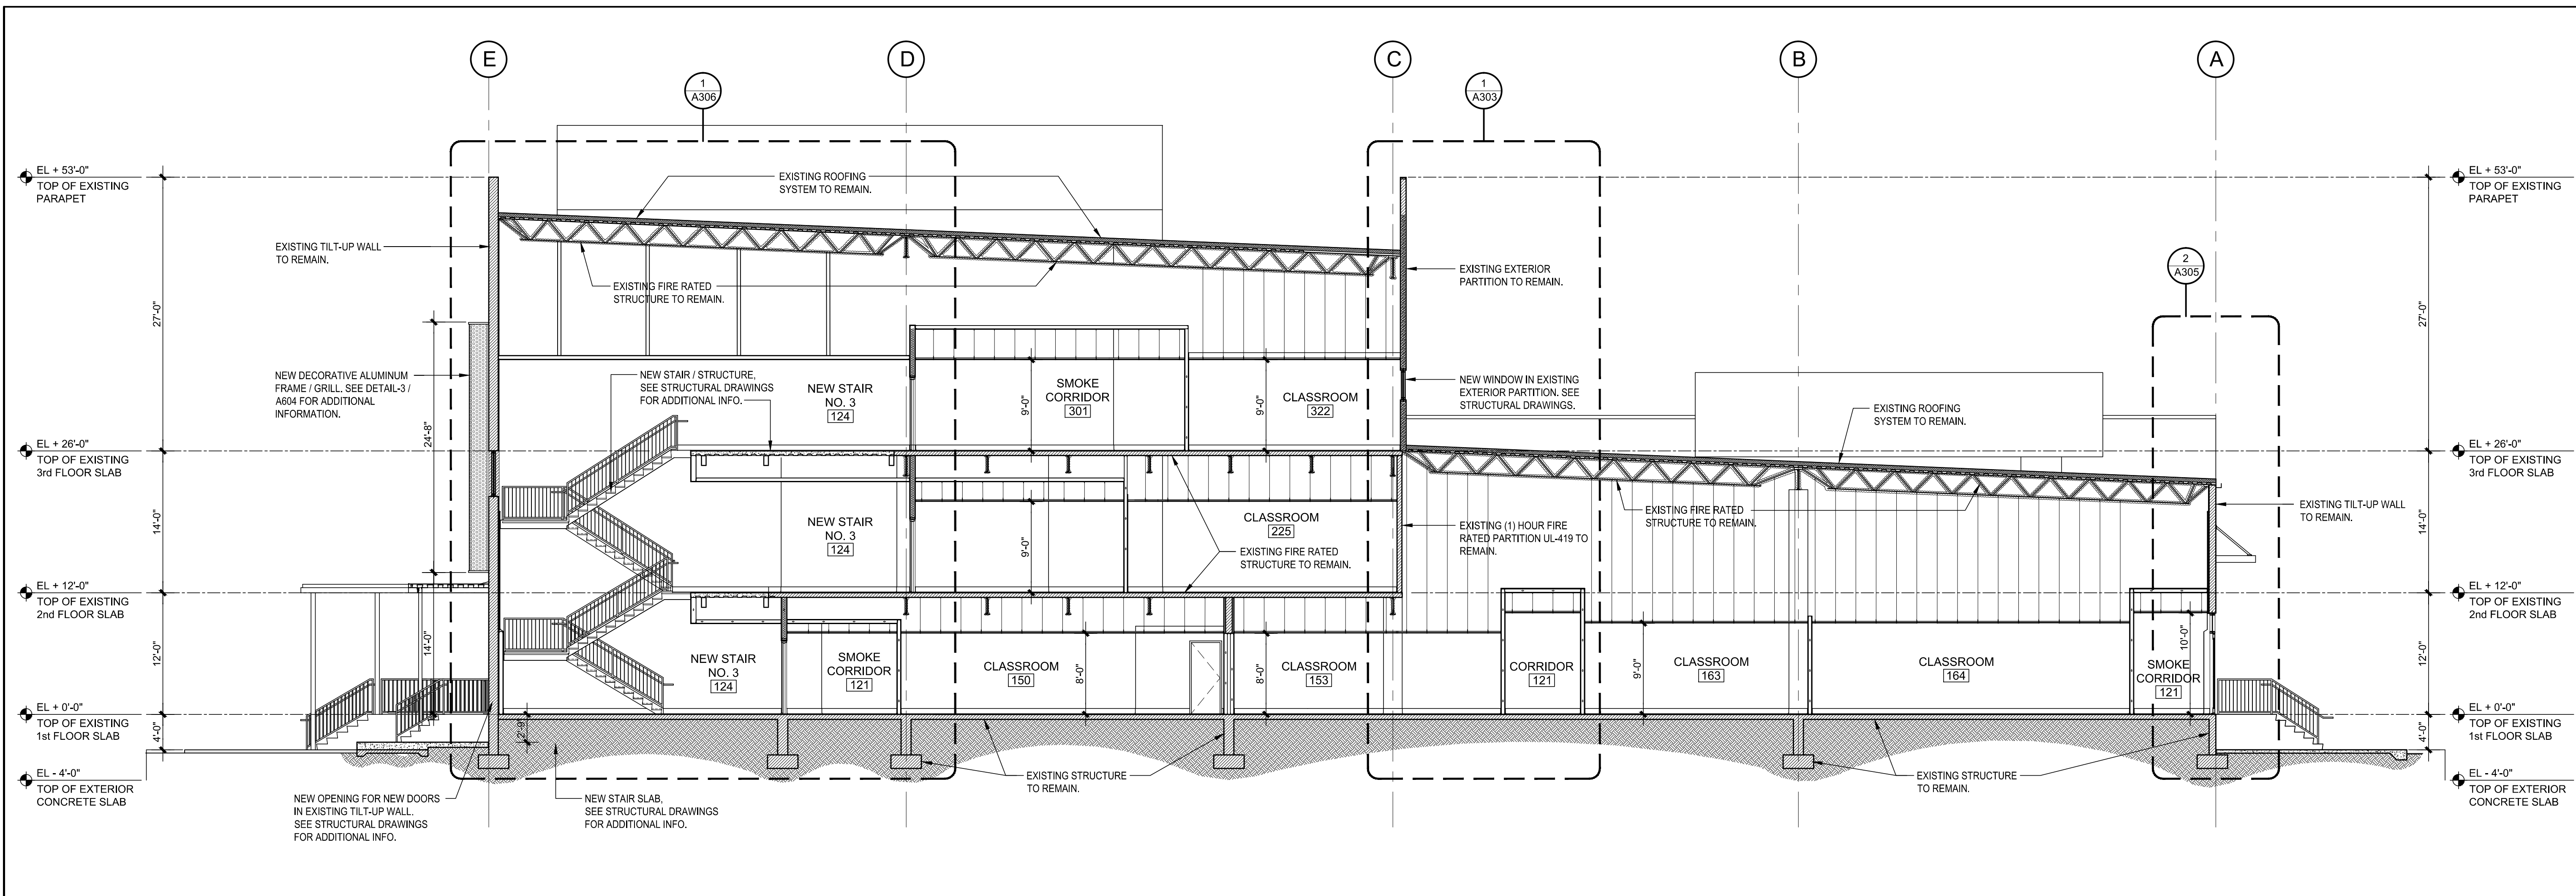 E
D
C
B
A
1
A306
1
A303
2
A305
EL + 53'-0"
TOP OF EXISTING
PARAPET
EL + 26'-0"
TOP OF EXISTING
3rd FLOOR SLAB
EL + 12'-0"
TOP OF EXISTING
2nd FLOOR SLAB
EL + 0'-0"
TOP OF EXISTING
1st FLOOR SLAB
EL - 4'-0"
TOP OF EXTERIOR
CONCRETE SLAB
27'-0"
14'-0"
12'-0"
4'-0"
EXISTING TILT-UP WALL
TO REMAIN.
NEW DECORATIVE ALUMINUM
FRAME / GRILL. SEE DETAIL-3 /
A604 FOR ADDITIONAL
INFORMATION.
24'-8"
14'-0"
2'-9"
NEW OPENING FOR NEW DOORS
IN EXISTING TILT-UP WALL.
SEE STRUCTURAL DRAWINGS
FOR ADDITIONAL INFO.
NEW STAIR SLAB,
SEE STRUCTURAL DRAWINGS
FOR ADDITIONAL INFO.
EXISTING ROOFING
SYSTEM TO REMAIN.
EXISTING FIRE RATED
STRUCTURE TO REMAIN.
NEW STAIR / STRUCTURE,
SEE STRUCTURAL DRAWINGS
FOR ADDITIONAL INFO.
NEW STAIR
NO. 3
124
9'-0"
SMOKE
CORRIDOR
301
9'-0"
CLASSROOM
322
NEW STAIR
NO. 3
124
9'-0"
CLASSROOM
225
EXISTING FIRE RATED
STRUCTURE TO REMAIN.
NEW STAIR
NO. 3
124
SMOKE
CORRIDOR
121
CLASSROOM
150
8'-0"
8'-0"
CLASSROOM
153
CORRIDOR
121
9'-0"
CLASSROOM
163
CLASSROOM
164
SMOKE
CORRIDOR
121
10'-0"
EXISTING STRUCTURE
TO REMAIN.
EXISTING EXTERIOR
PARTITION TO REMAIN.
NEW WINDOW IN EXISTING
EXTERIOR PARTITION. SEE
STRUCTURAL DRAWINGS.
EXISTING (1) HOUR FIRE
RATED PARTITION UL-419 TO
REMAIN.
EXISTING ROOFING
SYSTEM TO REMAIN.
EXISTING FIRE RATED
STRUCTURE TO REMAIN.
EXISTING STRUCTURE
TO REMAIN.
EXISTING TILT-UP WALL
TO REMAIN.
27'-0"
14'-0"
12'-0"
4'-0"
EL + 53'-0"
TOP OF EXISTING
PARAPET
EL + 26'-0"
TOP OF EXISTING
3rd FLOOR SLAB
EL + 12'-0"
TOP OF EXISTING
2nd FLOOR SLAB
EL + 0'-0"
TOP OF EXISTING
1st FLOOR SLAB
EL - 4'-0"
TOP OF EXTERIOR
CONCRETE SLAB